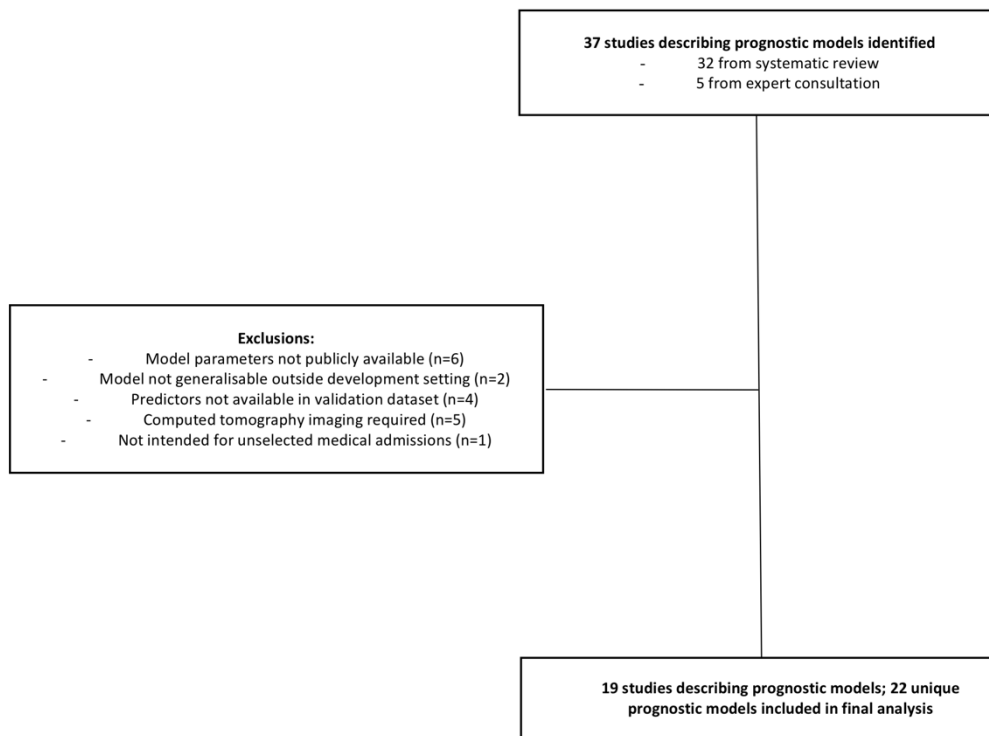 37 studies describing prognostic models identified
- 32 from systematic review
- 5 from expert consultation
Exclusions:
- Model parameters not publicly available (n=6)
- Model not generalisable outside development setting (n=2)
- Predictors not available in validation dataset (n=4)
- Computed tomography imaging required (n=5)
- Not intended for unselected medical admissions (n=1)
19 studies describing prognostic models; 22 unique
prognostic models included in final analysis